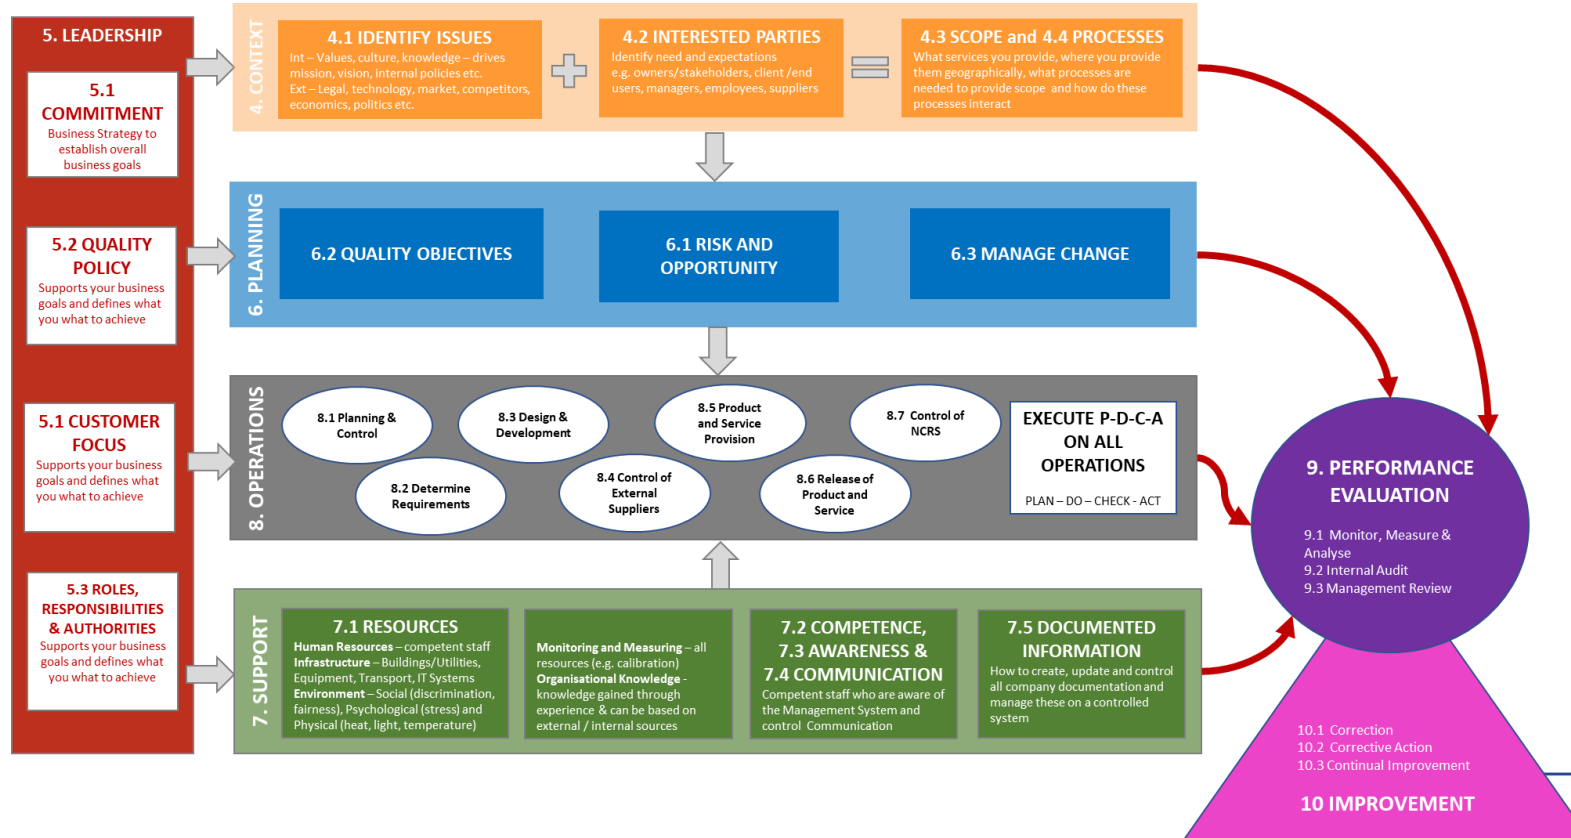 5. LEADERSHIP
5.1
COMMITMENT
Business Strategy to
establish overall
business goals
5.2 QUALITY
POLICY
Supports your business
goals and defines what
you what to achieve
5.1 CUSTOMER
FOCUS
Supports your business
goals and defines what
you what to achieve
5.3 ROLES,
RESPONSIBILITIES
& AUTHORITIES
Supports your business
goals and defines what
you what to achieve
4. CONTEXT
4.1 IDENTIFY ISSUES
Int – Values, culture, knowledge – drives
mission, vision, internal policies etc.
Ext – Legal, technology, market, competitors,
economics, politics etc.
4.2 INTERESTED PARTIES
Identify need and expectations
e.g. owners/stakeholders, client /end
users, managers, employees, suppliers
4.3 SCOPE and 4.4 PROCESSES
What services you provide, where you provide
them geographically, what processes are
needed to provide scope and how do these
processes interact
6. PLANNING
6.2 QUALITY OBJECTIVES
6.1 RISK AND
OPPORTUNITY
6.3 MANAGE CHANGE
8. OPERATIONS
8.1 Planning &
Control
8.2 Determine
Requirements
8.3 Design &
Development
8.4 Control of
External
Suppliers
8.5 Product
and Service
Provision
8.6 Release of
Product and
Service
8.7 Control of
NCRS
EXECUTE P-D-C-A
ON ALL
OPERATIONS
PLAN – DO – CHECK - ACT
7. SUPPORT
7.1 RESOURCES
Human Resources – competent staff
Infrastructure – Buildings/Utilities,
Equipment, Transport, IT Systems
Environment – Social (discrimination,
fairness), Psychological (stress) and
Physical (heat, light, temperature)
Monitoring and Measuring – all
resources (e.g. calibration)
Organisational Knowledge -
knowledge gained through
experience & can be based on
external / internal sources
7.2 COMPETENCE,
7.3 AWARENESS &
7.4 COMMUNICATION
Competent staff who are aware of
the Management System and
control Communication
7.5 DOCUMENTED
INFORMATION
How to create, update and control
all company documentation and
manage these on a controlled
system
9. PERFORMANCE
EVALUATION
9.1 Monitor, Measure &
Analyse
9.2 Internal Audit
9.3 Management Review
10.1 Correction
10.2 Corrective Action
10.3 Continual Improvement
10 IMPROVEMENT